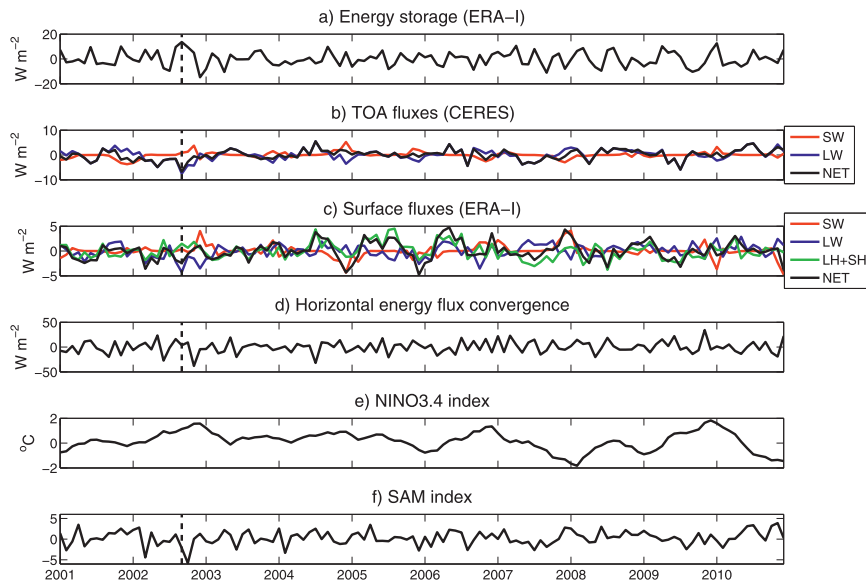 a) Energy storage (ERA−I)
20
0
−20
W m−2
b) TOA fluxes (CERES)
10
0
−10
W m−2
SW
LW
NET
c) Surface fluxes (ERA−I)
5
0
−5
W m−2
SW
LW
LH+SH
NET
d) Horizontal energy flux convergence
50
0
−50
W m−2
e) NINO3.4 index
2
0
−2
oC
f) SAM index
5
0
−5
2001 2002 2003 2004 2005 2006 2007 2008 2009 2010